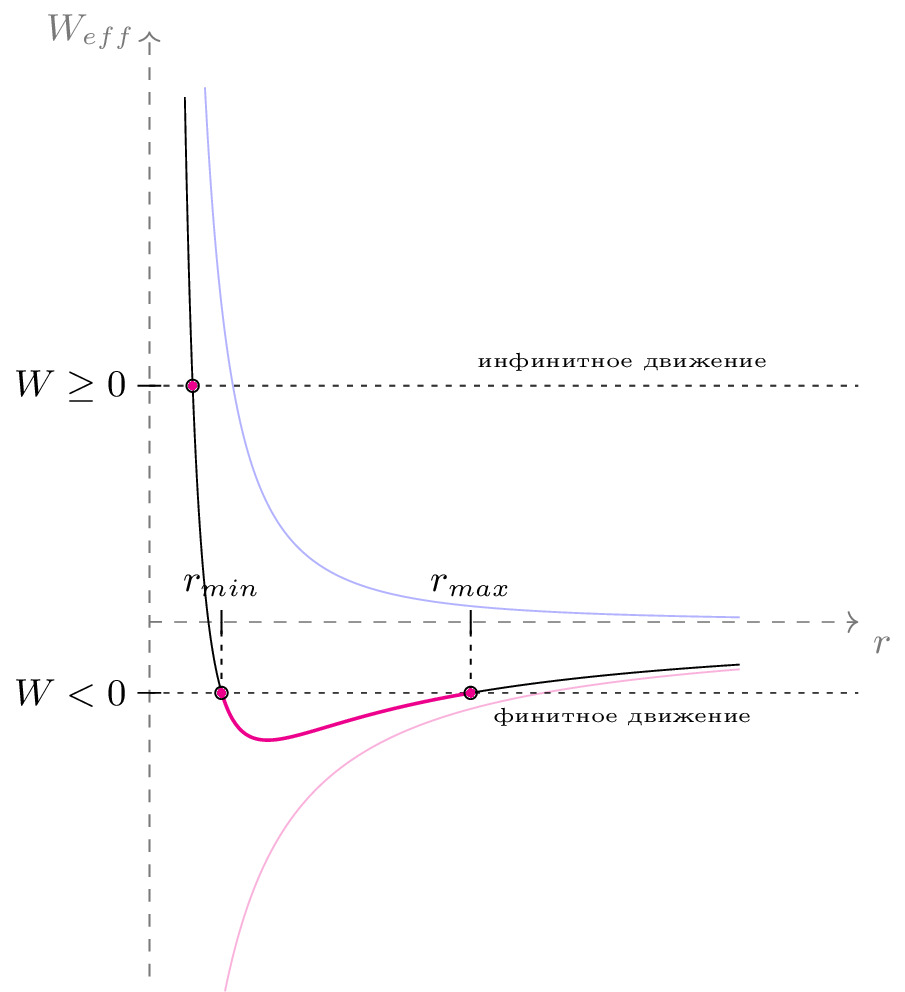 W_{eff}
инфинитное движение
W ≥ 0
r_{min}
r_{max}
r
W < 0
финитное движение